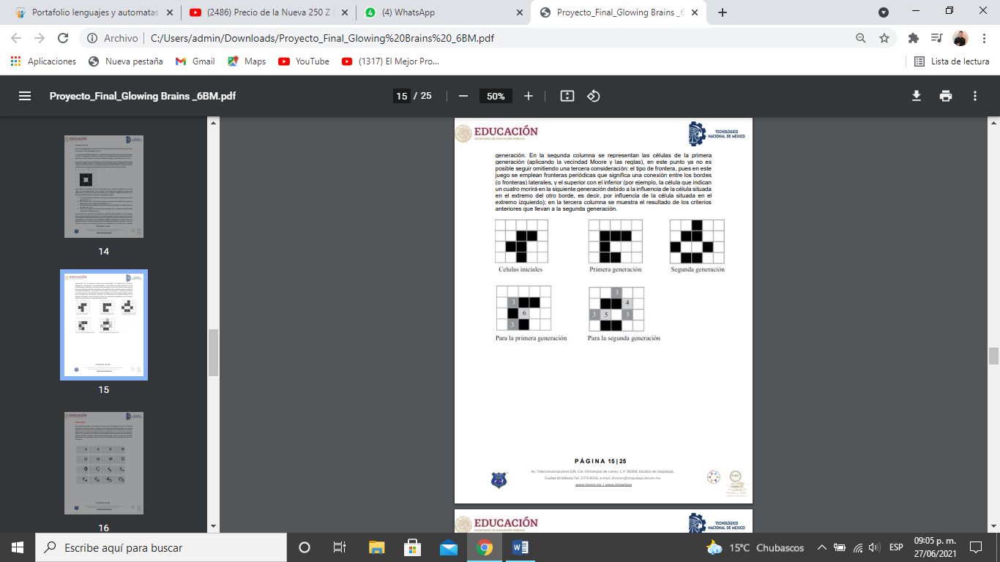 Portafolio lenguajes y automatas
(2486) Precio de la Nueva 250 Z
(4) WhatsApp
Proyecto_Final_Glowing Brains _6
Archivo
C:/Users/admin/Downloads/Proyecto_Final_Glowing%20Brains%20_6BM.pdf
Aplicaciones
Nueva pestaña
Gmail
Maps
YouTube
(1317) El Mejor Pro...
Lista de lectura
Proyecto_Final_Glowing Brains _6BM.pdf
15 / 25
50%
14
15
16
EDUCACIÓN
SECRETARÍA DE EDUCACIÓN PÚBLICA
TECNOLÓGICO
NACIONAL DE MÉXICO
generación. En la segunda columna se representan las células de la primera
generación (aplicando la vecindad Moore y las reglas), en este punto ya no es
posible seguir omitiendo una tercera consideración: el tipo de frontera, pues en este
juego se emplean fronteras periódicas que significa una conexión entre los bordes
(o fronteras) laterales, y el superior con el inferior (por ejemplo, la célula que indican
un cuatro morirá en la siguiente generación debido a la influencia de la célula situada
en el extremo del otro borde, es decir, por influencia de la célula situada en el
extremo izquierdo); en la tercera columna se muestra el resultado de los criterios
anteriores que llevan a la segunda generación.
Celulas iniciales
Primera generación
Segunda generación
3
6
3
3
4
3 5 3
Para la primera generación
Para la segunda generación
PÁGINA 15|25
Av. Telecomunicaciones S/N, Col. Chinampac de Juárez, C.P. 09208, Alcaldía de Iztapalapa,
Ciudad de México Tel. 5773-8210, e-mail: division@iztapalapa.tecnm.mx
www.tecnm.mx | www.iztapalapa
EDUCACIÓN
SECRETARÍA DE EDUCACIÓN PÚBLICA
TECNOLÓGICO
NACIONAL DE MÉXICO
Escribe aquí para buscar
15°C Chubascos
ESP
09:05 p. m.
27/06/2021